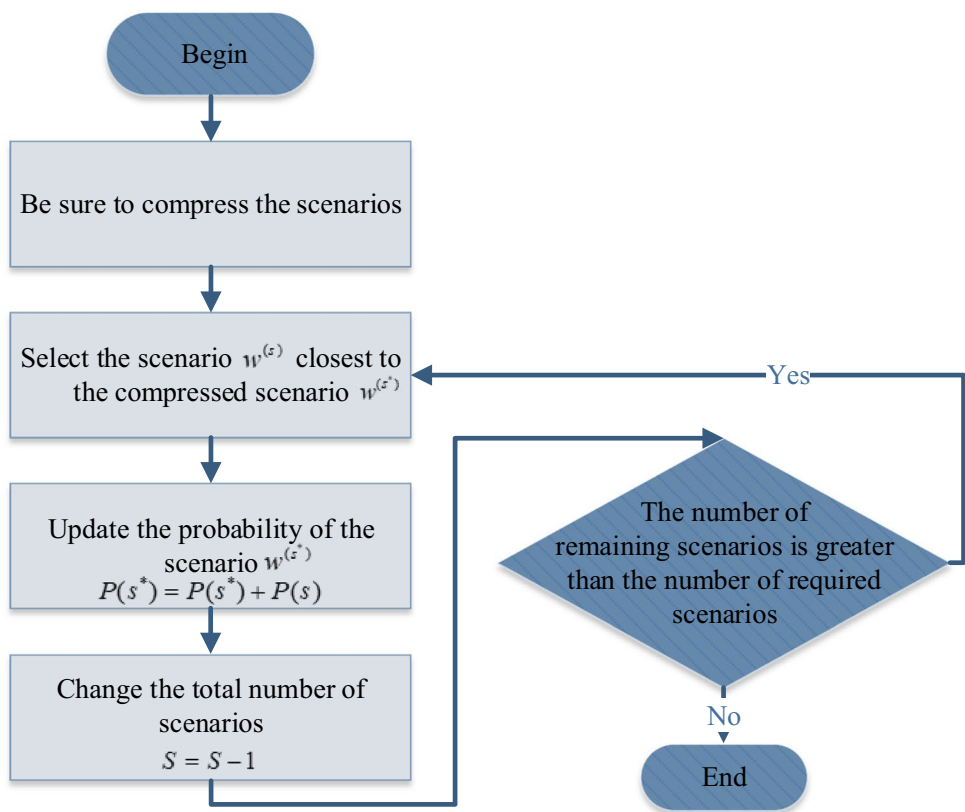 Begin
Be sure to compress the scenarios
Select the scenario w^(s) closest to
the compressed scenario w^(s*)
Update the probability of the
scenario w^(s*)
P(s*) = P(s*) + P(s)
Change the total number of
scenarios
S = S − 1
Yes
The number of
remaining scenarios is greater
than the number of required
scenarios
No
End